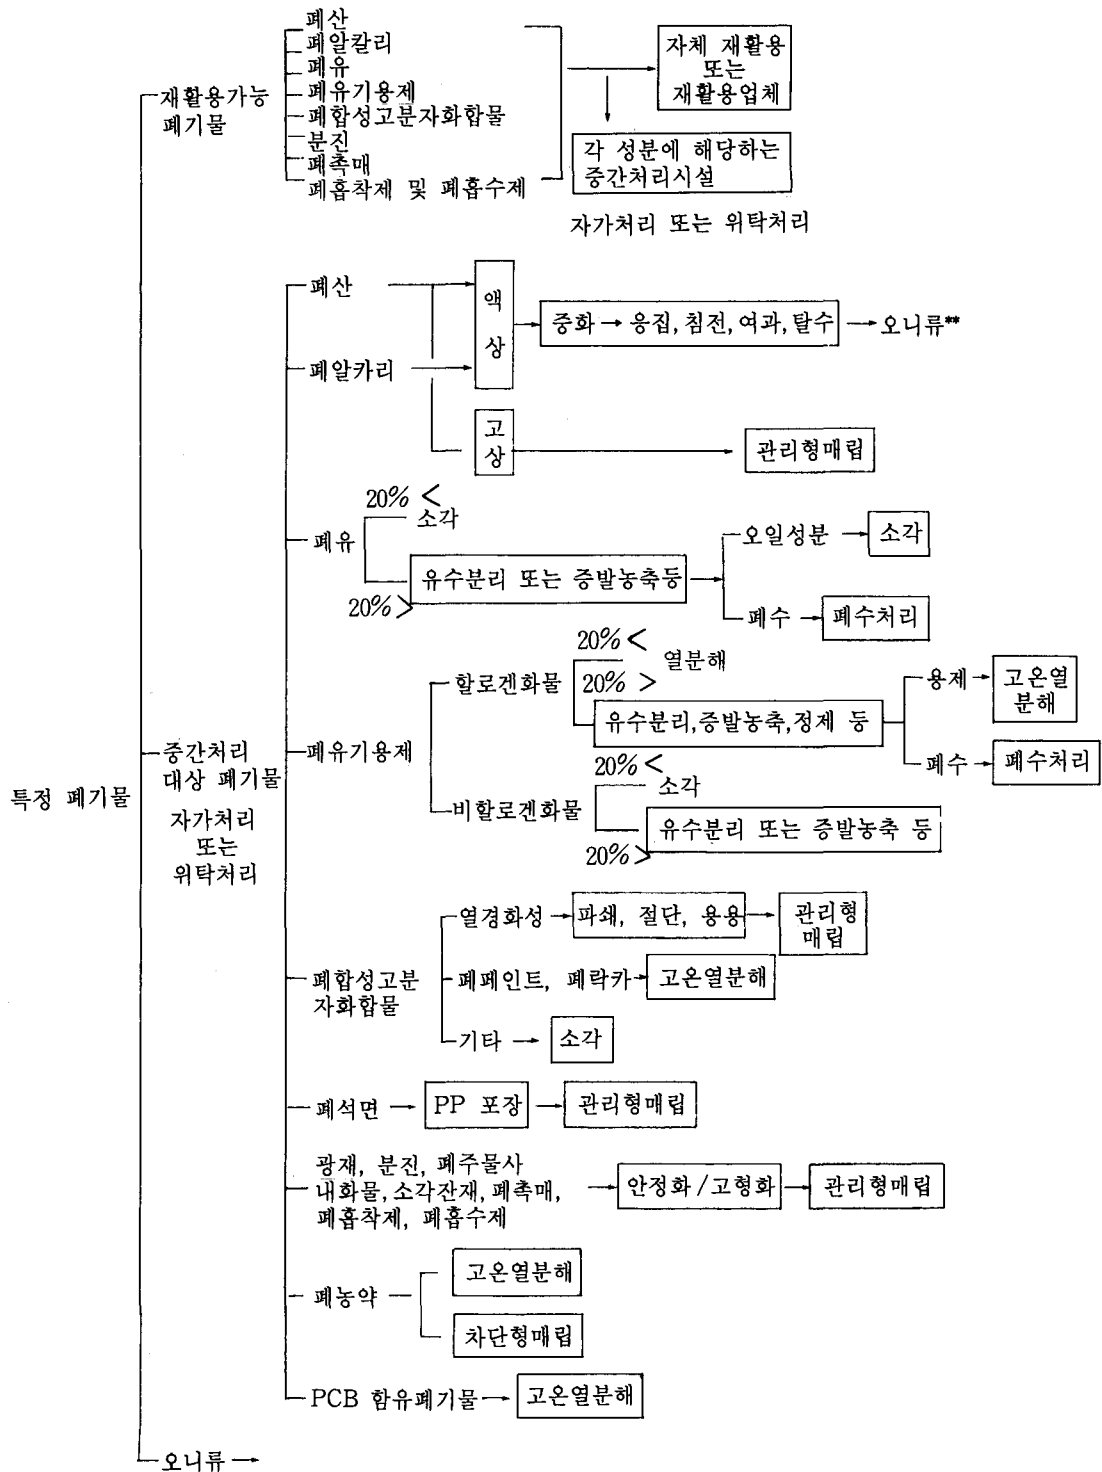 폐산
폐알칼리
폐유
폐유기용제
폐합성고분자화합물
분진
폐촉매
폐흡착제 및 폐흡수제
재활용가능
폐기물
자체 재활용
또는
재활용업체
각 성분에 해당하는
중간처리시설
자가처리 또는 위탁처리
폐산
폐알카리
액
상
중화 → 응집, 침전, 여과, 탈수 → 오니류**
고
상
관리형매립
폐유
20% <
소각
20% >
유수분리 또는 증발농축등
오일성분 → 소각
폐수 → 폐수처리
특정 폐기물
중간처리
대상 폐기물
자가처리
또는
위탁처리
폐유기용제
할로겐화물
20% <
열분해
20% >
유수분리, 증발농축, 정제 등
용제 → 고온열
분해
폐수 → 폐수처리
비할로겐화물
20% <
소각
20% >
유수분리 또는 증발농축 등
폐합성고분
자화합물
열경화성 → 파쇄, 절단, 용융 → 관리형
매립
폐페인트, 폐락카 → 고온열분해
기타 → 소각
폐석면 → PP 포장 → 관리형매립
광재, 분진, 폐주물사
내화물, 소각잔재, 폐촉매,
폐흡착제, 폐흡수제
안정화/고형화 → 관리형매립
폐농약
고온열분해
차단형매립
PCB 함유폐기물 → 고온열분해
오니류 →